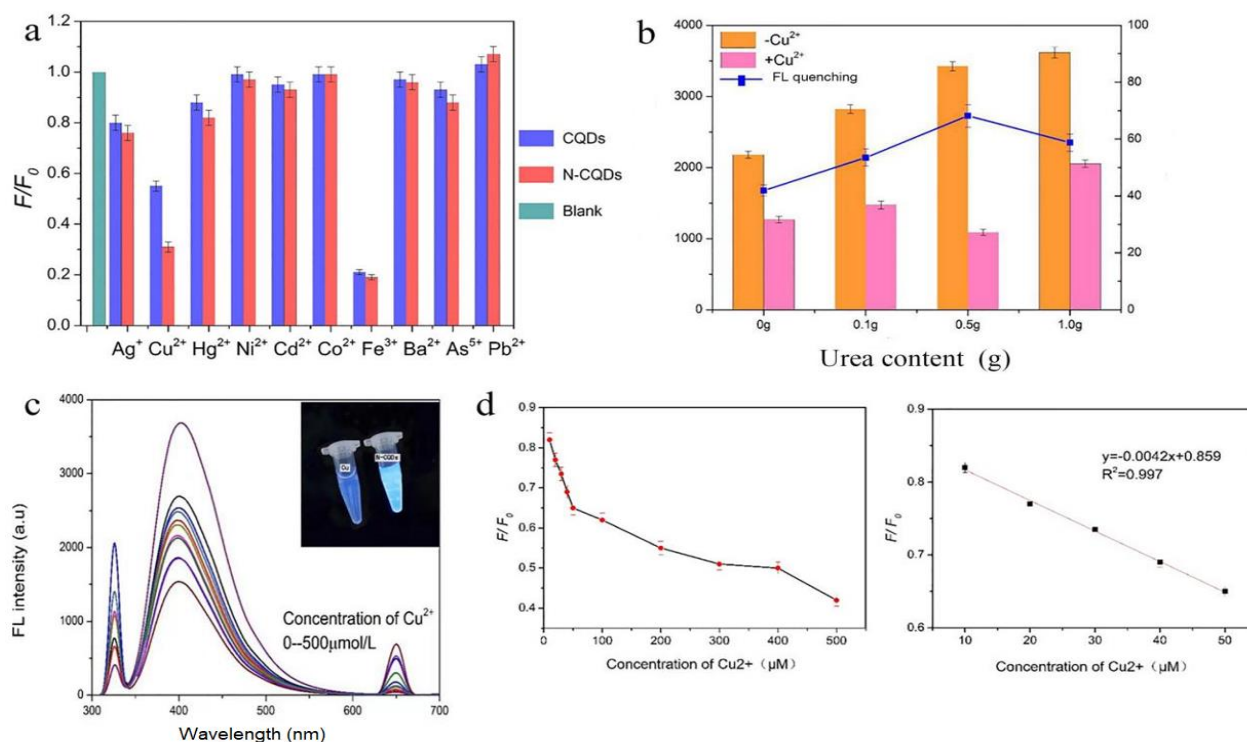 a
1.2
1.0
0.8
0.6
0.4
0.2
0.0
F/F0
Ag+ Cu2+ Hg2+ Ni2+ Cd2+ Co2+ Fe3+ Ba2+ As5+ Pb2+
CQDs
N-CQDs
Blank
b
4000
3000
2000
1000
0
-Cu2+
+Cu2+
FL quenching
100
80
60
40
20
0
0g 0.1g 0.5g 1.0g
Urea content (g)
c
4000
3000
2000
1000
0
FL intensity (a.u)
Cu
N-CQDs
Concentration of Cu2+
0--500μmol/L
300 400 500 600 700
Wavelength (nm)
d
0.9
0.8
0.7
0.6
0.5
0.4
F/F0
0 100 200 300 400 500
Concentration of Cu2+（μM）
0.9
0.8
0.7
0.6
F/F0
y=-0.0042x+0.859
R2=0.997
10 20 30 40 50
Concentration of Cu2+（μM）